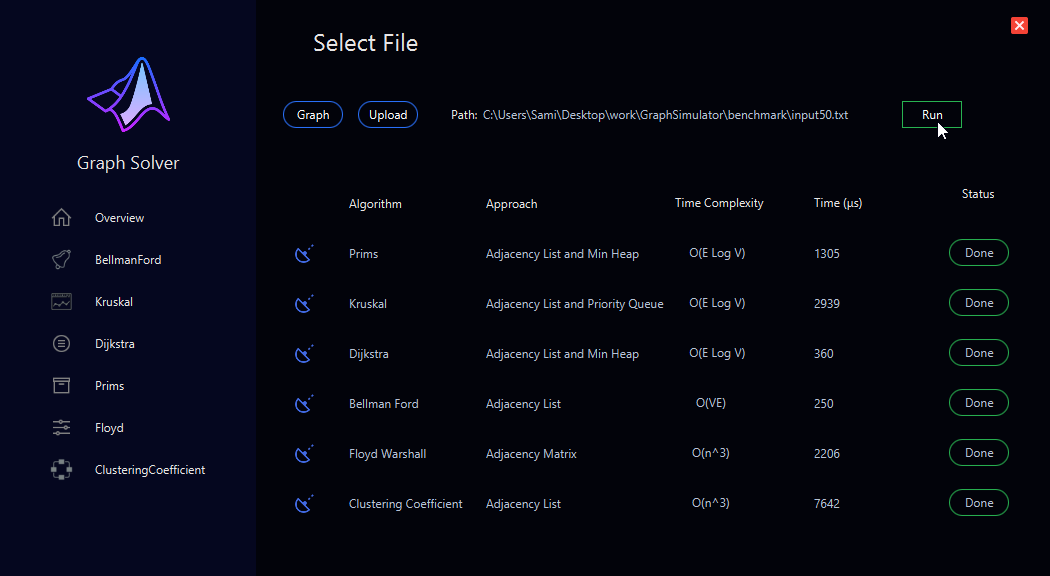 Select File
Graph Upload Path: C:\Users\Sami\Desktop\work\GraphSimulator\benchmark\input50.txt Run
Graph Solver
Overview
BellmanFord
Kruskal
Dijkstra
Prims
Floyd
ClusteringCoefficient
Algorithm Approach Time Complexity Time (µs) Status
Prims Adjacency List and Min Heap O(E Log V) 1305 Done
Kruskal Adjacency List and Priority Queue O(E Log V) 2939 Done
Dijkstra Adjacency List and Min Heap O(E Log V) 360 Done
Bellman Ford Adjacency List O(VE) 250 Done
Floyd Warshall Adjacency Matrix O(n^3) 2206 Done
Clustering Coefficient Adjacency List O(n^3) 7642 Done